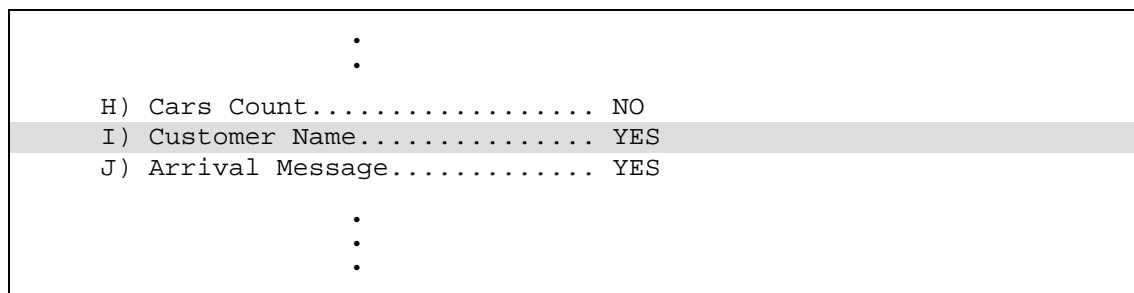 .
.
H) Cars Count.................. NO
I) Customer Name............... YES
J) Arrival Message............. YES
.
.
.